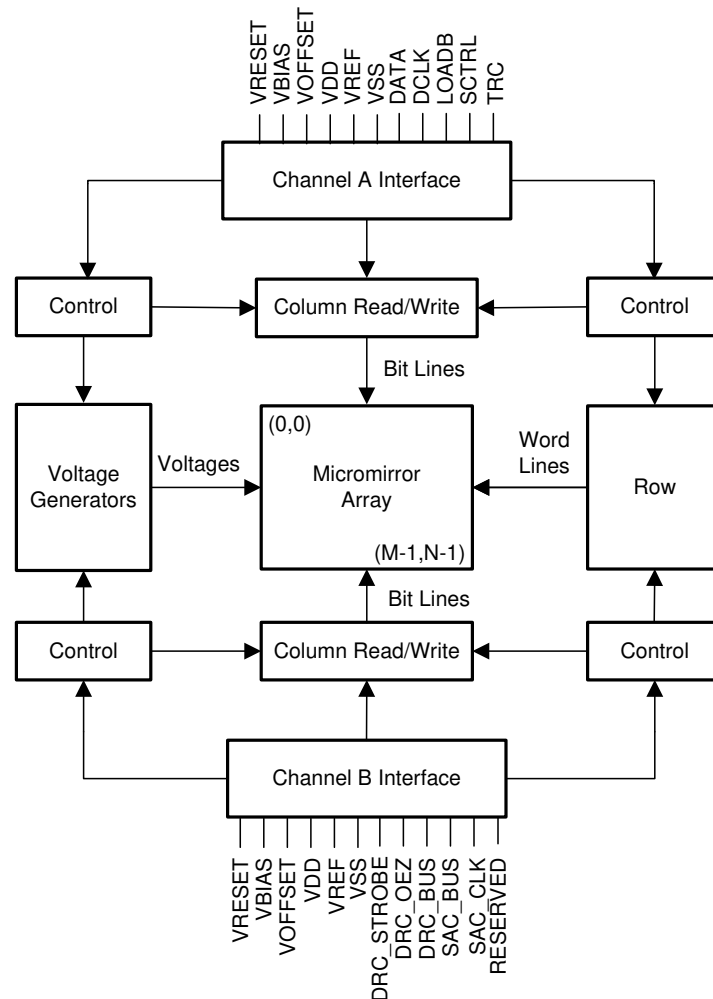 VRESET
VBIAS
VOFFSET
VDD
VREF
VSS
DATA
DCLK
LOADB
SCTRL
TRC
Channel A Interface
Control
Column Read/Write
Control
Bit Lines
Voltage
Generators
Voltages
(0,0)
Micromirror
Array
(M-1,N-1)
Word
Lines
Row
Bit Lines
Control
Column Read/Write
Control
Channel B Interface
VRESET
VBIAS
VOFFSET
VDD
VREF
VSS
DRC_STROBE
DRC_OEZ
DRC_BUS
SAC_BUS
SAC_CLK
RESERVED